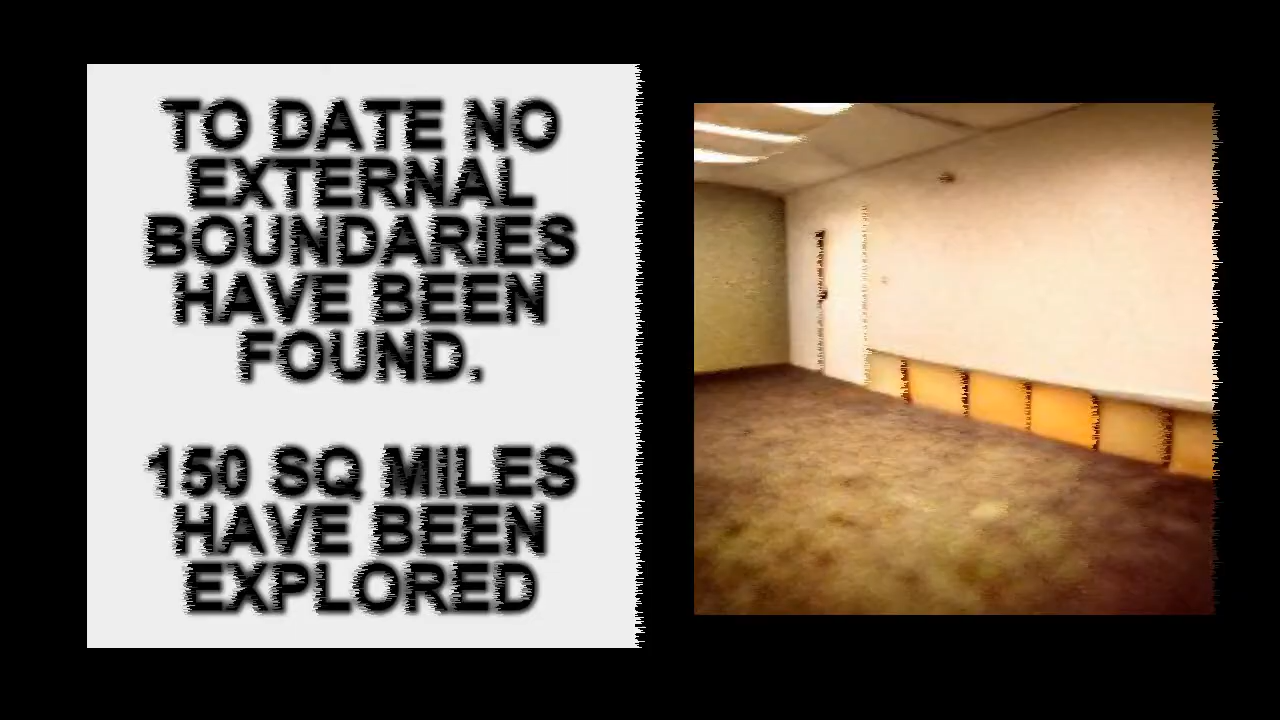 TO DATE NO
EXTERNAL
BOUNDARIES
HAVE BEEN
FOUND.
150 SQ MILES
HAVE BEEN
EXPLORED